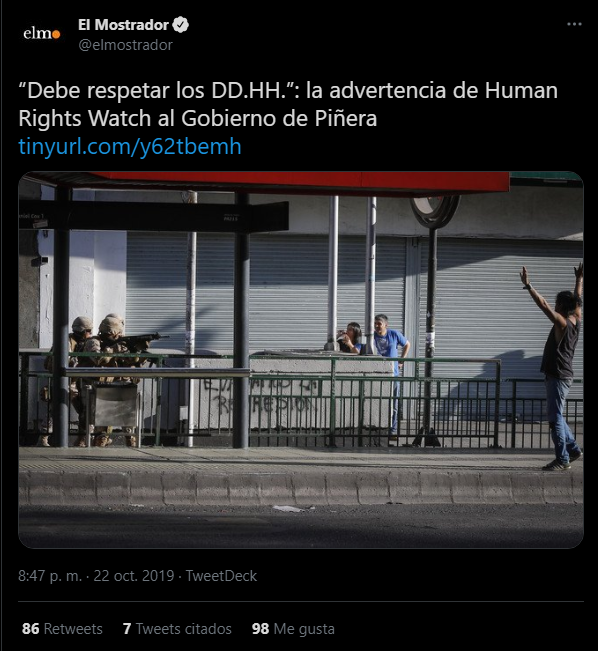 elm
El Mostrador
@elmostrador
“Debe respetar los DD.HH.”: la advertencia de Human
Rights Watch al Gobierno de Piñera
tinyurl.com/y62tbemh
8:47 p. m. · 22 oct. 2019 · TweetDeck
86 Retweets 7 Tweets citados 98 Me gusta